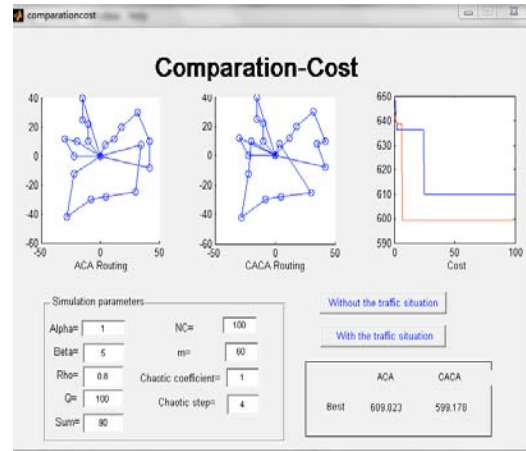 comparationcost
Help
Comparation-Cost
40
20
0
-20
-40
-60
-50 0 50
ACA Routing
40
20
0
-20
-40
-60
-50 0 50
CACA Routing
650
640
630
620
610
600
590
0 50 100
Cost
Simulation parameters
Alpha= 1
Beta= 5
Rho= 0.8
Q= 100
Sum= 90
NC= 100
m= 60
Chaotic coefficient= 1
Chaotic step= 4
Without the traffic situation
With the traffic situation
ACA CACA
Best 609.823 599.178